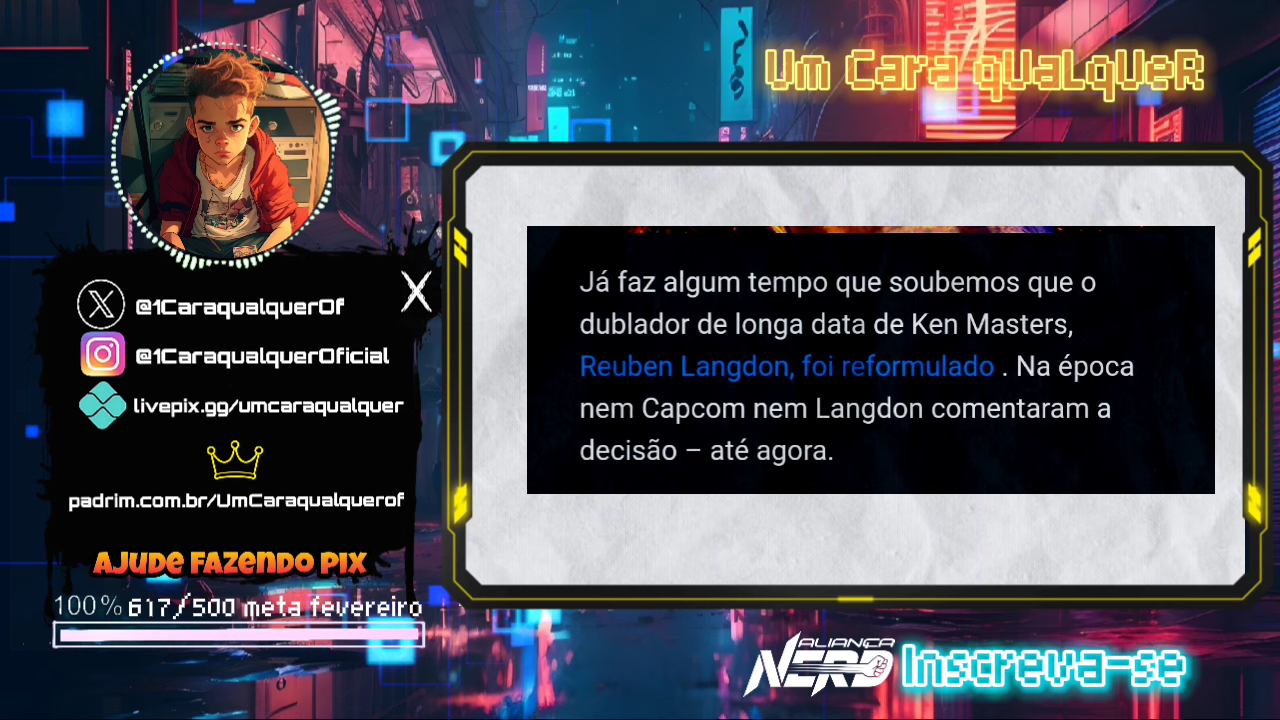 Um Cara qUaLqUeR
@1CaraqualquerOf
@1CaraqualquerOficial
livepix.gg/umcaraqualquer
padrim.com.br/UmCaraqualquerof
AJUDE FAZENDO PIX
100% 617/500 meta fevereiro
Já faz algum tempo que soubemos que o
dublador de longa data de Ken Masters,
Reuben Langdon, foi reformulado . Na época
nem Capcom nem Langdon comentaram a
decisão – até agora.
ALIANÇA
NERD
Inscreva-se